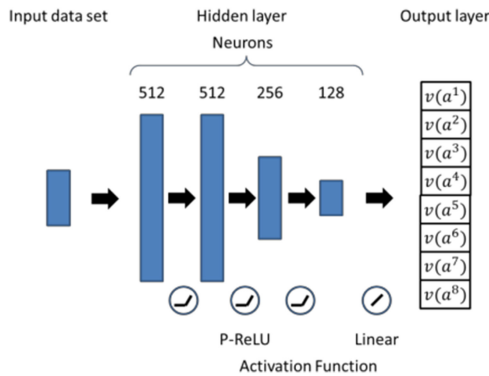 Input data set
Hidden layer
Output layer
Neurons
512 512 256 128
v(a¹)
v(a²)
v(a³)
v(a⁴)
v(a⁵)
v(a⁶)
v(a⁷)
v(a⁸)
P-ReLU
Linear
Activation Function